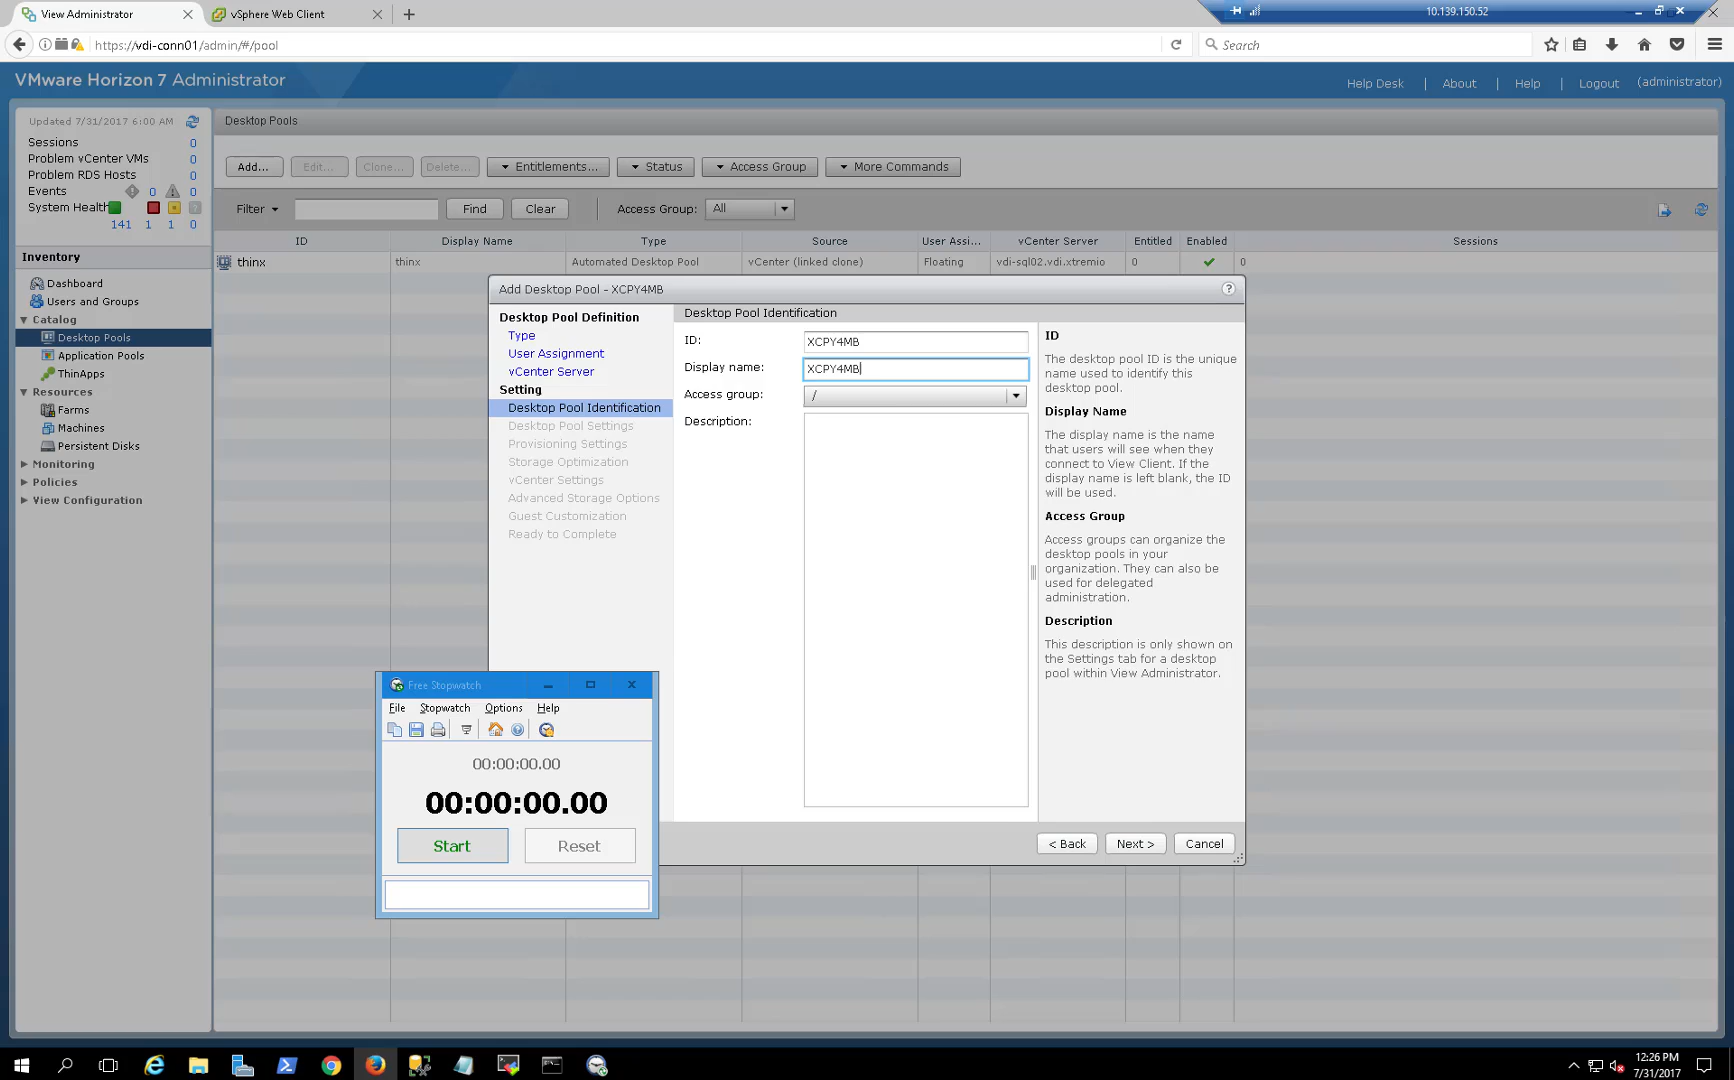 View Administrator
vSphere Web Client
10.139.150.52
https://vdi-conn01/admin/#/pool
Search
VMware Horizon 7 Administrator
Help Desk | About | Help | Logout (administrator)
Updated 7/31/2017 6:00 AM
Sessions 0
Problem vCenter VMs 0
Problem RDS Hosts 0
Events 0 0
System Health
141 1 1 0
Inventory
Dashboard
Users and Groups
Catalog
Desktop Pools
Application Pools
ThinApps
Resources
Farms
Machines
Persistent Disks
Monitoring
Policies
View Configuration
Desktop Pools
Add... Edit... Clone... Delete... Entitlements... Status Access Group More Commands
Filter Find Clear Access Group: All
ID Display Name Type Source User Assi... vCenter Server Entitled Enabled Sessions
thinx thinx Automated Desktop Pool vCenter (linked clone) Floating vdi-sql02.vdi.xtremio 0 0
Add Desktop Pool - XCPY4MB
Desktop Pool Definition
Type
User Assignment
vCenter Server
Setting
Desktop Pool Identification
Desktop Pool Settings
Provisioning Settings
Storage Optimization
vCenter Settings
Advanced Storage Options
Guest Customization
Ready to Complete
Desktop Pool Identification
ID: XCPY4MB
Display name: XCPY4MB
Access group: /
Description:
ID
The desktop pool ID is the unique
name used to identify this
desktop pool.
Display Name
The display name is the name
that users will see when they
connect to View Client. If the
display name is left blank, the ID
will be used.
Access Group
Access groups can organize the
desktop pools in your
organization. They can also be
used for delegated
administration.
Description
This description is only shown on
the Settings tab for a desktop
pool within View Administrator.
< Back Next > Cancel
Free Stopwatch
File Stopwatch Options Help
00:00:00.00
00:00:00.00
Start Reset
12:26 PM
7/31/2017